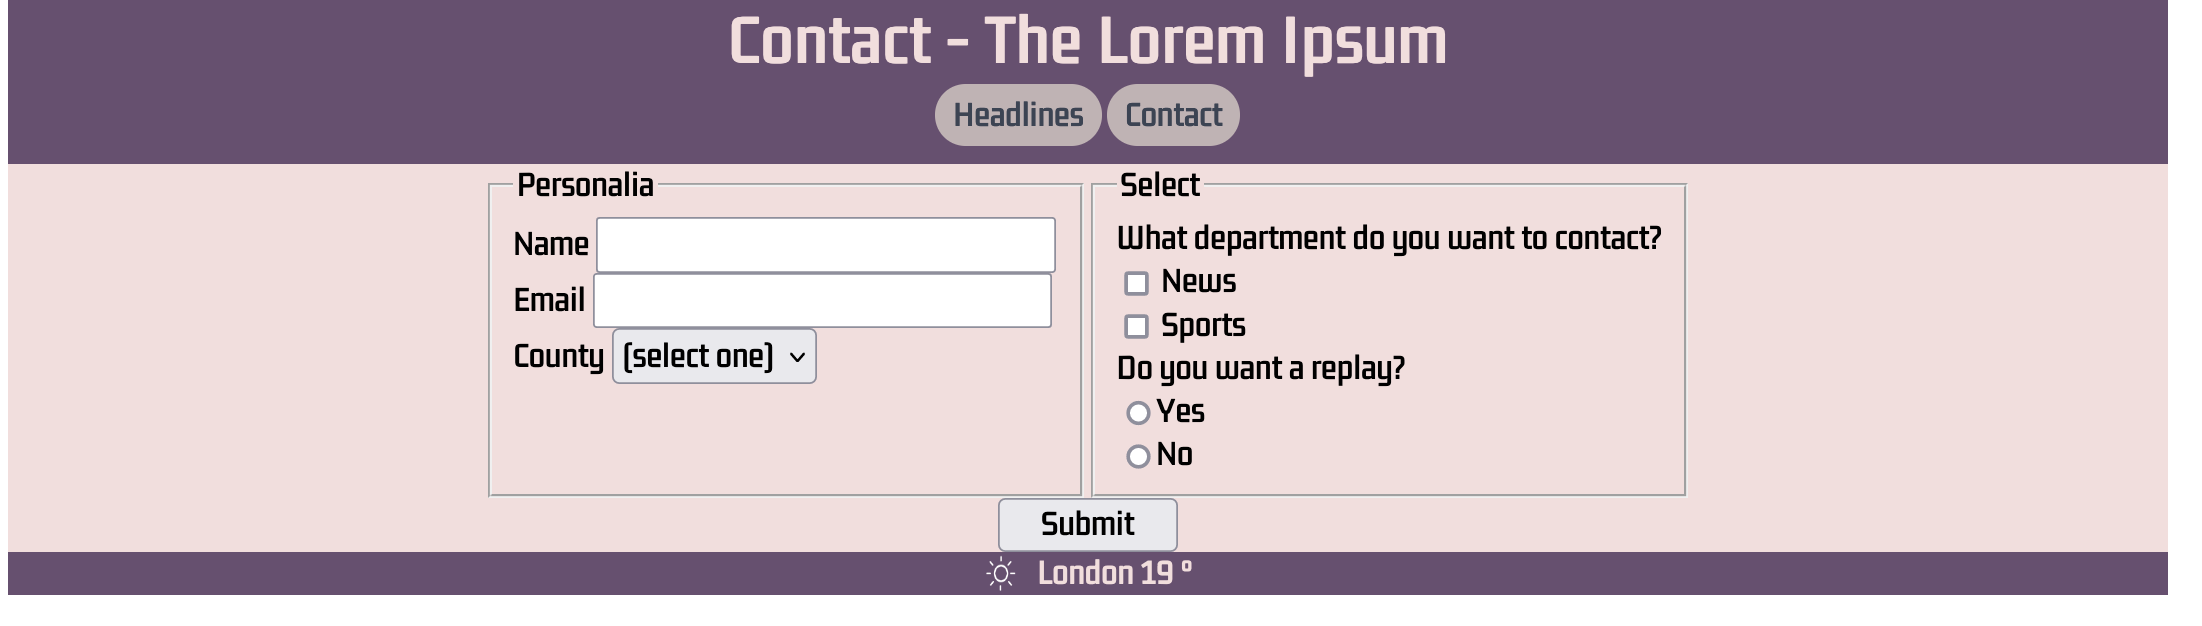 Contact - The Lorem Ipsum
Headlines Contact
Personalia
Name
Email
County (select one)
Select
What department do you want to contact?
News
Sports
Do you want a replay?
Yes
No
Submit
London 19 º